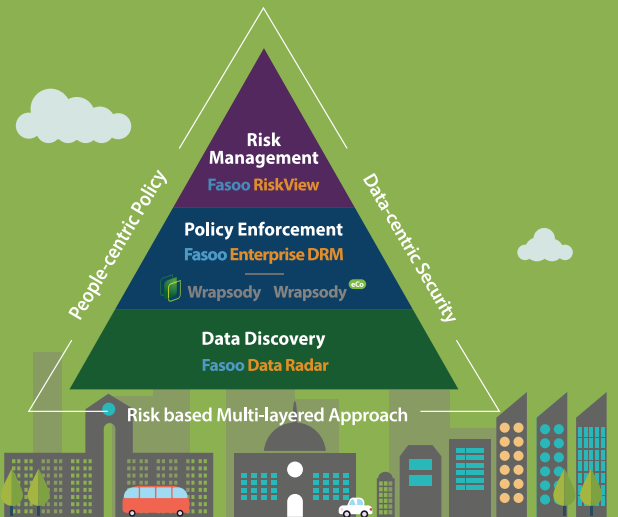 Risk
Management
Fasoo RiskView
People-centric Policy
Data-centric Security
Policy Enforcement
Fasoo Enterprise DRM
Wrapsody Wrapsody eCo
Data Discovery
Fasoo Data Radar
Risk based Multi-layered Approach